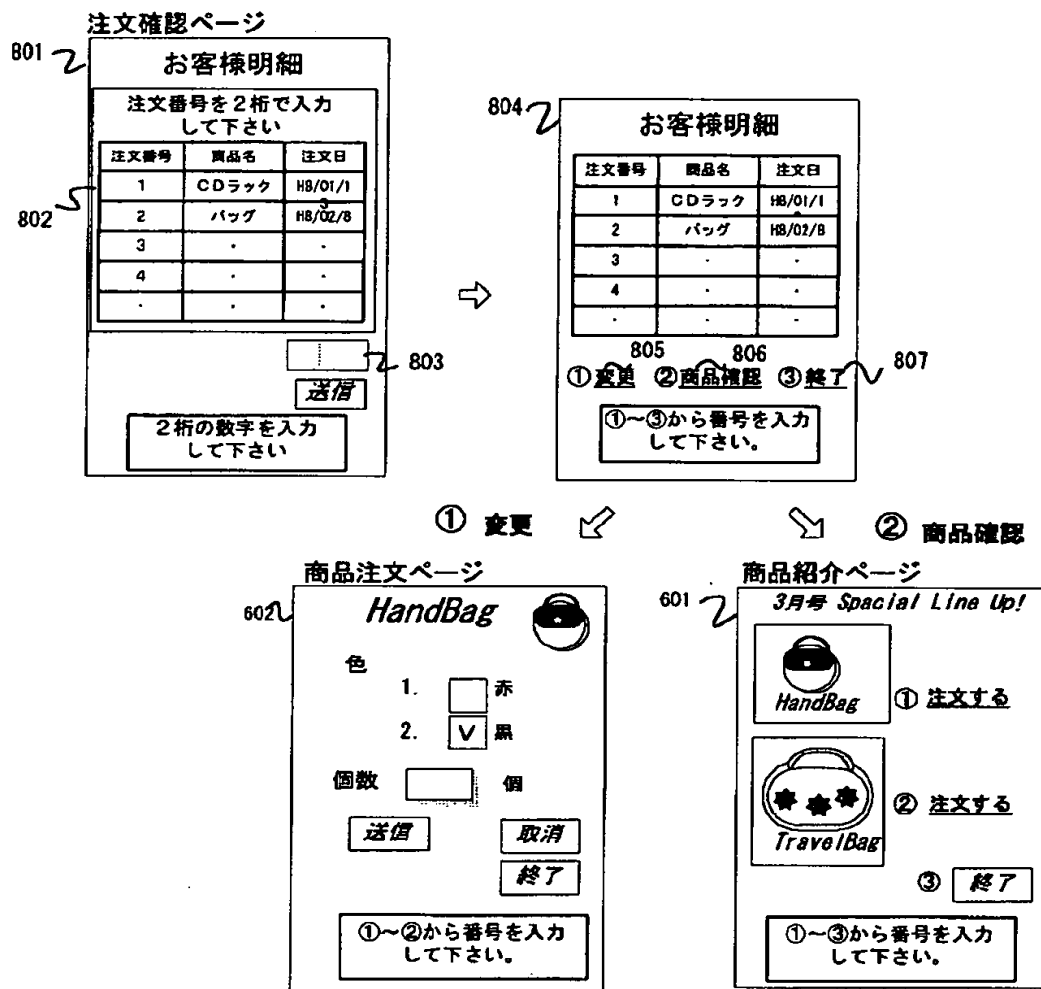 注文確認ページ
801
お客様明細
注文番号を2桁で入力
して下さい
注文番号 商品名 注文日
1 CDラック H8/01/1
3
2 バッグ H8/02/8
3 ・ ・
4 ・ ・
・ ・ ・
802
803
送信
2桁の数字を入力
して下さい
804
お客様明細
注文番号 商品名 注文日
1 CDラック H8/01/1
2 バッグ H8/02/8
3 ・ ・
4 ・ ・
・ ・ ・
805 806
①変更 ②商品確認 ③終了 807
①〜③から番号を入力
して下さい。
① 変更
② 商品確認
商品注文ページ
602
HandBag
色
1. 赤
2. V 黒
個数 個
送信 取消
終了
①〜②から番号を入力
して下さい。
商品紹介ページ
601
3月号 Spacial Line Up!
HandBag
① 注文する
TravelBag
② 注文する
③ 終了
①〜③から番号を入力
して下さい。